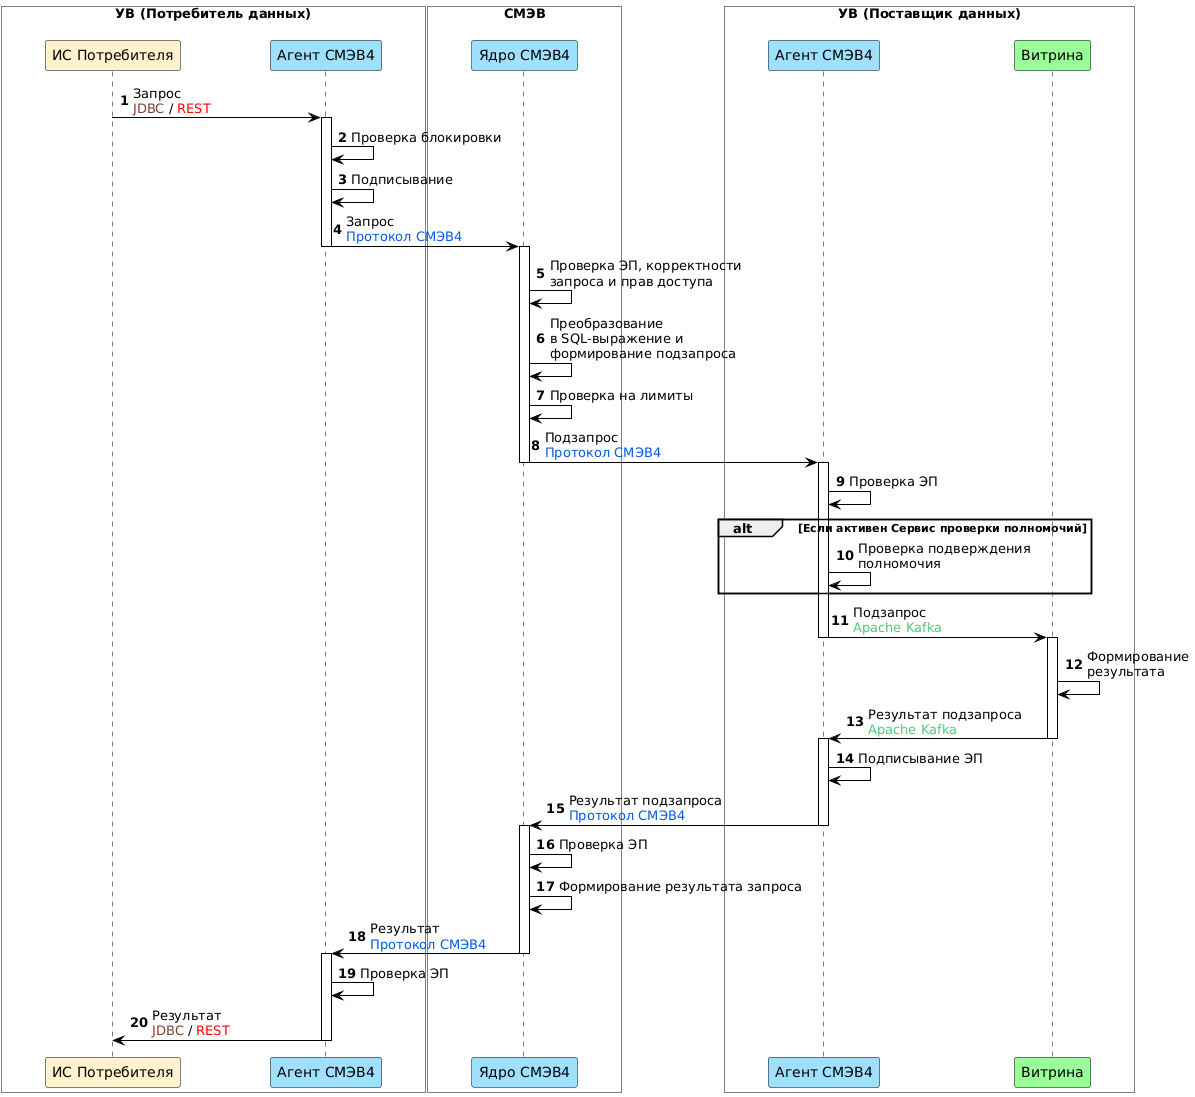 УВ (Потребитель данных)
СМЭВ
УВ (Поставщик данных)
ИС Потребителя
Агент СМЭВ4
Ядро СМЭВ4
Агент СМЭВ4
Витрина
1 Запрос
JDBC / REST
2 Проверка блокировки
3 Подписывание
4 Запрос
Протокол СМЭВ4
5 Проверка ЭП, корректности
запроса и прав доступа
6 Преобразование
в SQL-выражение и
формирование подзапроса
7 Проверка на лимиты
8 Подзапрос
Протокол СМЭВ4
9 Проверка ЭП
alt [Если активен Сервис проверки полномочий]
10 Проверка подверждения
полномочия
11 Подзапрос
Apache Kafka
12 Формирование
результата
13 Результат подзапроса
Apache Kafka
14 Подписывание ЭП
15 Результат подзапроса
Протокол СМЭВ4
16 Проверка ЭП
17 Формирование результата запроса
18 Результат
Протокол СМЭВ4
19 Проверка ЭП
20 Результат
JDBC / REST
ИС Потребителя
Агент СМЭВ4
Ядро СМЭВ4
Агент СМЭВ4
Витрина